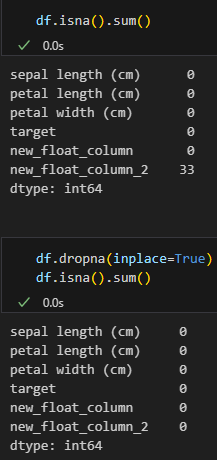 df.isna().sum()
0.0s
sepal length (cm) 0
petal length (cm) 0
petal width (cm) 0
target 0
new_float_column 0
new_float_column_2 33
dtype: int64
df.dropna(inplace=True)
df.isna().sum()
0.0s
sepal length (cm) 0
petal length (cm) 0
petal width (cm) 0
target 0
new_float_column 0
new_float_column_2 0
dtype: int64